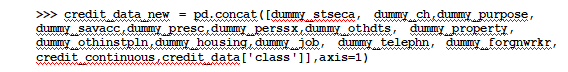 >>> credit_data_new = pd.concat([dummy_stseca, dummy_ch,dummy_purpose,
dummy_savacc,dummy_presc,dummy_perssx,dummy_othdts, dummy_property,
dummy_othinstpln,dummy_housing,dummy_job, dummy_telephn, dummy_forgnwrkr,
credit_continuous,credit_data['class']],axis=1)